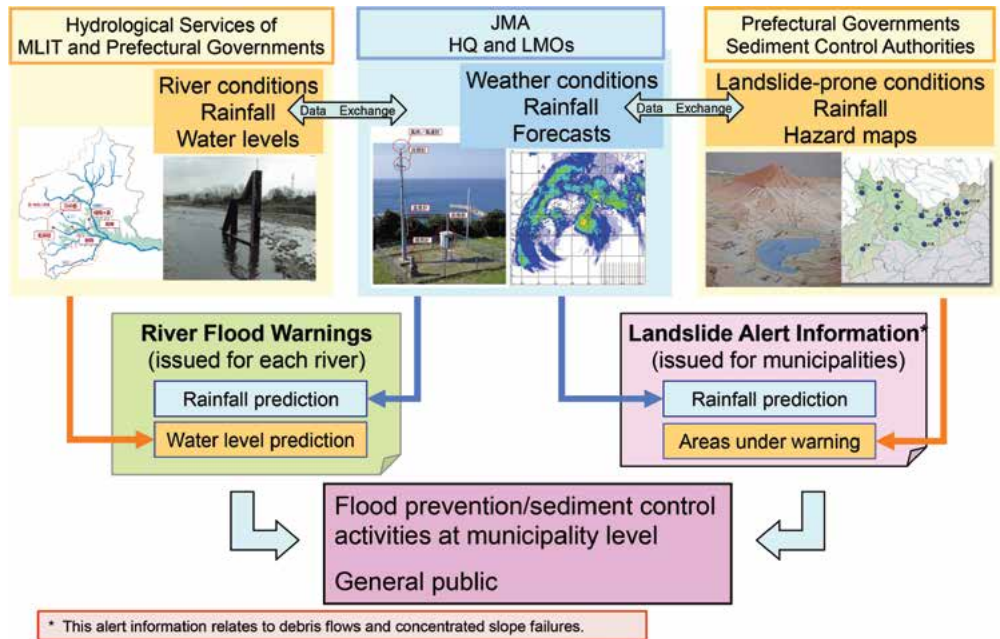 Hydrological Services of
MLIT and Prefectural Governments
JMA
HQ and LMOs
Prefectural Governments
Sediment Control Authorities
River conditions
Rainfall
Water levels
Data Exchange
Weather conditions
Rainfall
Forecasts
Data Exchange
Landslide-prone conditions
Rainfall
Hazard maps
River Flood Warnings
(issued for each river)
Rainfall prediction
Water level prediction
Landslide Alert Information*
(issued for municipalities)
Rainfall prediction
Areas under warning
Flood prevention/sediment control
activities at municipality level
General public
* This alert information relates to debris flows and concentrated slope failures.